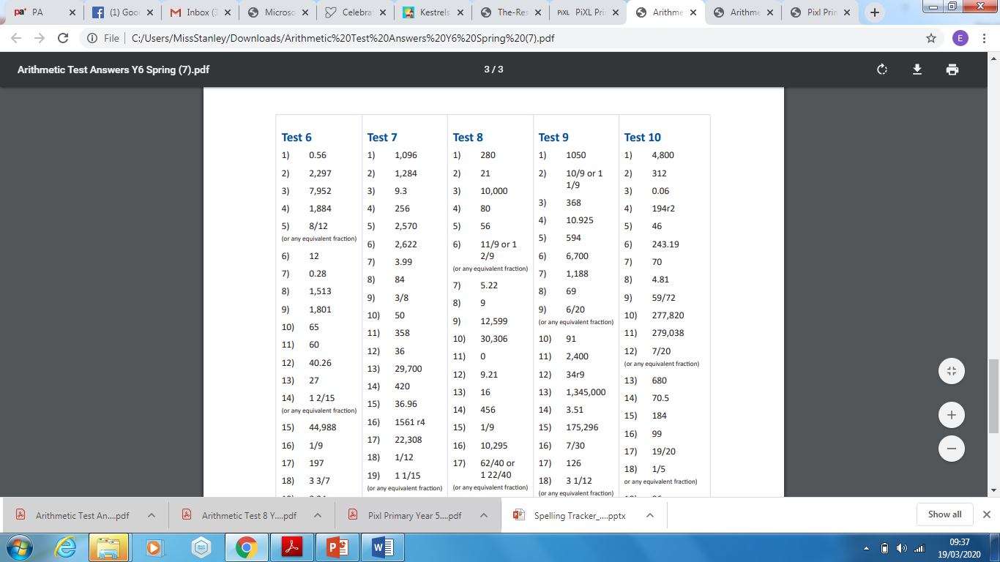 PA
(1) Goo
Inbox (3
Microso
Celebra
Kestrels
The-Res
PiXL PiXL Pri
Arithme
Arithme
Pixl Prin
File C:/Users/MissStanley/Downloads/Arithmetic%20Test%20Answers%20Y6%20Spring%20(7).pdf
E
Arithmetic Test Answers Y6 Spring (7).pdf
3 / 3
Test 6
1) 0.56
2) 2,297
3) 7,952
4) 1,884
5) 8/12
(or any equivalent fraction)
6) 12
7) 0.28
8) 1,513
9) 1,801
10) 65
11) 60
12) 40.26
13) 27
14) 1 2/15
(or any equivalent fraction)
15) 44,988
16) 1/9
17) 197
18) 3 3/7
Test 7
1) 1,096
2) 1,284
3) 9.3
4) 256
5) 2,570
6) 2,622
7) 3.99
8) 84
9) 3/8
10) 50
11) 358
12) 36
13) 29,700
14) 420
15) 36.96
16) 1561 r4
17) 22,308
18) 1/12
19) 1 1/15
(or any equivalent fraction)
Test 8
1) 280
2) 21
3) 10,000
4) 80
5) 56
6) 11/9 or 1
2/9
(or any equivalent fraction)
7) 5.22
8) 9
9) 12,599
10) 30,306
11) 0
12) 9.21
13) 16
14) 456
15) 1/9
16) 10,295
17) 62/40 or
1 22/40
(or any equivalent fraction)
Test 9
1) 1050
2) 10/9 or 1
1/9
3) 368
4) 10.925
5) 594
6) 6,700
7) 1,188
8) 69
9) 6/20
(or any equivalent fraction)
10) 91
11) 2,400
12) 34r9
13) 1,345,000
14) 3.51
15) 175,296
16) 7/30
17) 126
18) 3 1/12
(or any equivalent fraction)
Test 10
1) 4,800
2) 312
3) 0.06
4) 194r2
5) 46
6) 243.19
7) 70
8) 4.81
9) 59/72
10) 277,820
11) 279,038
12) 7/20
(or any equivalent fraction)
13) 680
14) 70.5
15) 184
16) 99
17) 19/20
18) 1/5
or any equivalent fraction)
Arithmetic Test An....pdf
Arithmetic Test 8 Y....pdf
Pixl Primary Year 5....pdf
Spelling Tracker_....pptx
Show all
09:37
19/03/2020